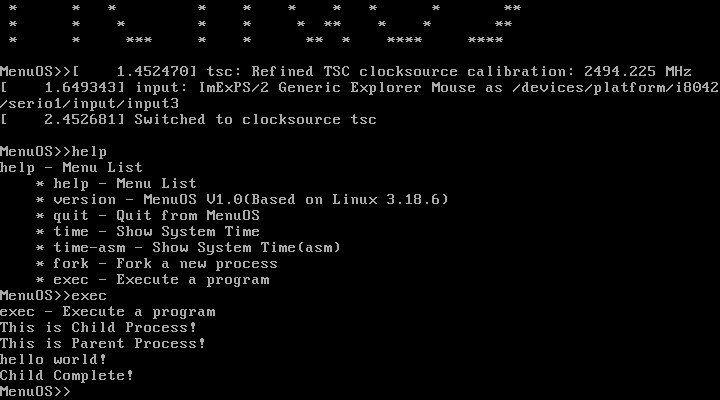 MenuOS>>[    1.452470] tsc: Refined TSC clocksource calibration: 2494.225 MHz
[    1.649343] input: ImExPS/2 Generic Explorer Mouse as /devices/platform/i8042
/serio1/input/input3
[    2.452681] Switched to clocksource tsc
MenuOS>>help
help - Menu List
    * help - Menu List
    * version - MenuOS V1.0(Based on Linux 3.18.6)
    * quit - Quit from MenuOS
    * time - Show System Time
    * time-asm - Show System Time(asm)
    * fork - Fork a new process
    * exec - Execute a program
MenuOS>>exec
exec - Execute a program
This is Child Process!
This is Parent Process!
hello world!
Child Complete!
MenuOS>>